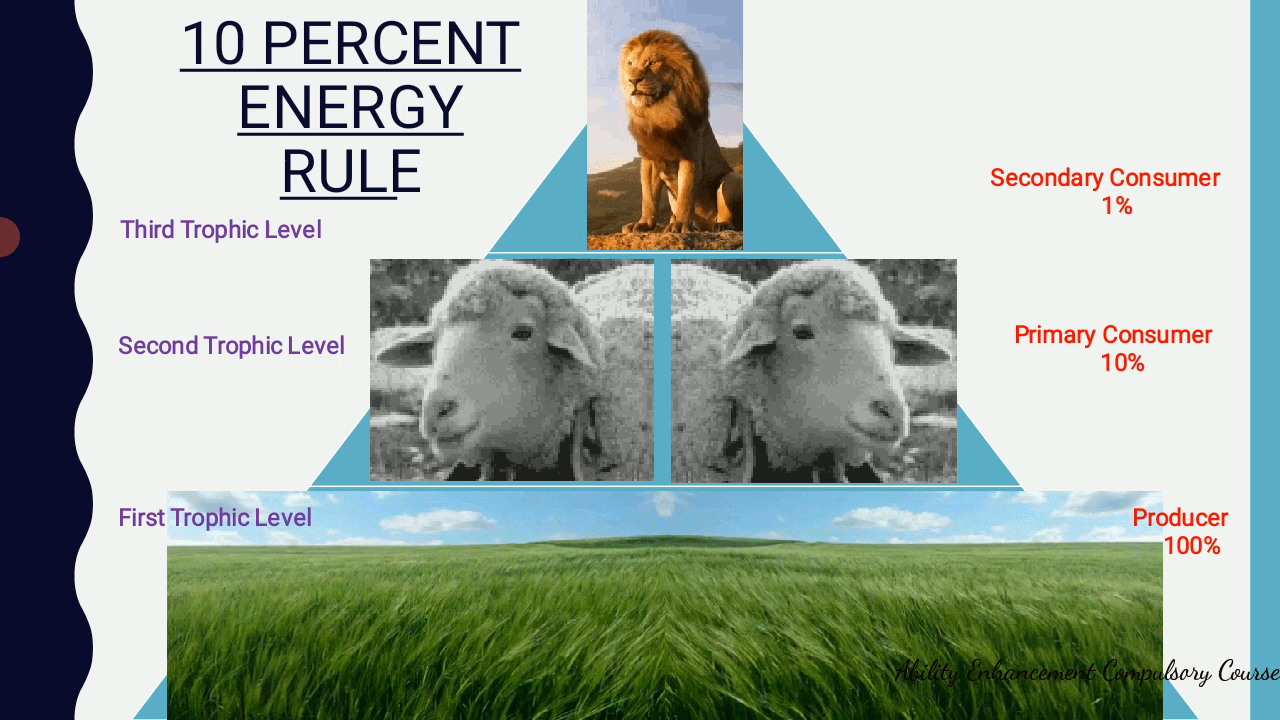 10 PERCENT
ENERGY
RULE
Third Trophic Level
Secondary Consumer
1%
Second Trophic Level
Primary Consumer
10%
First Trophic Level
Producer
100%
Ability Enhancement Compulsory Course